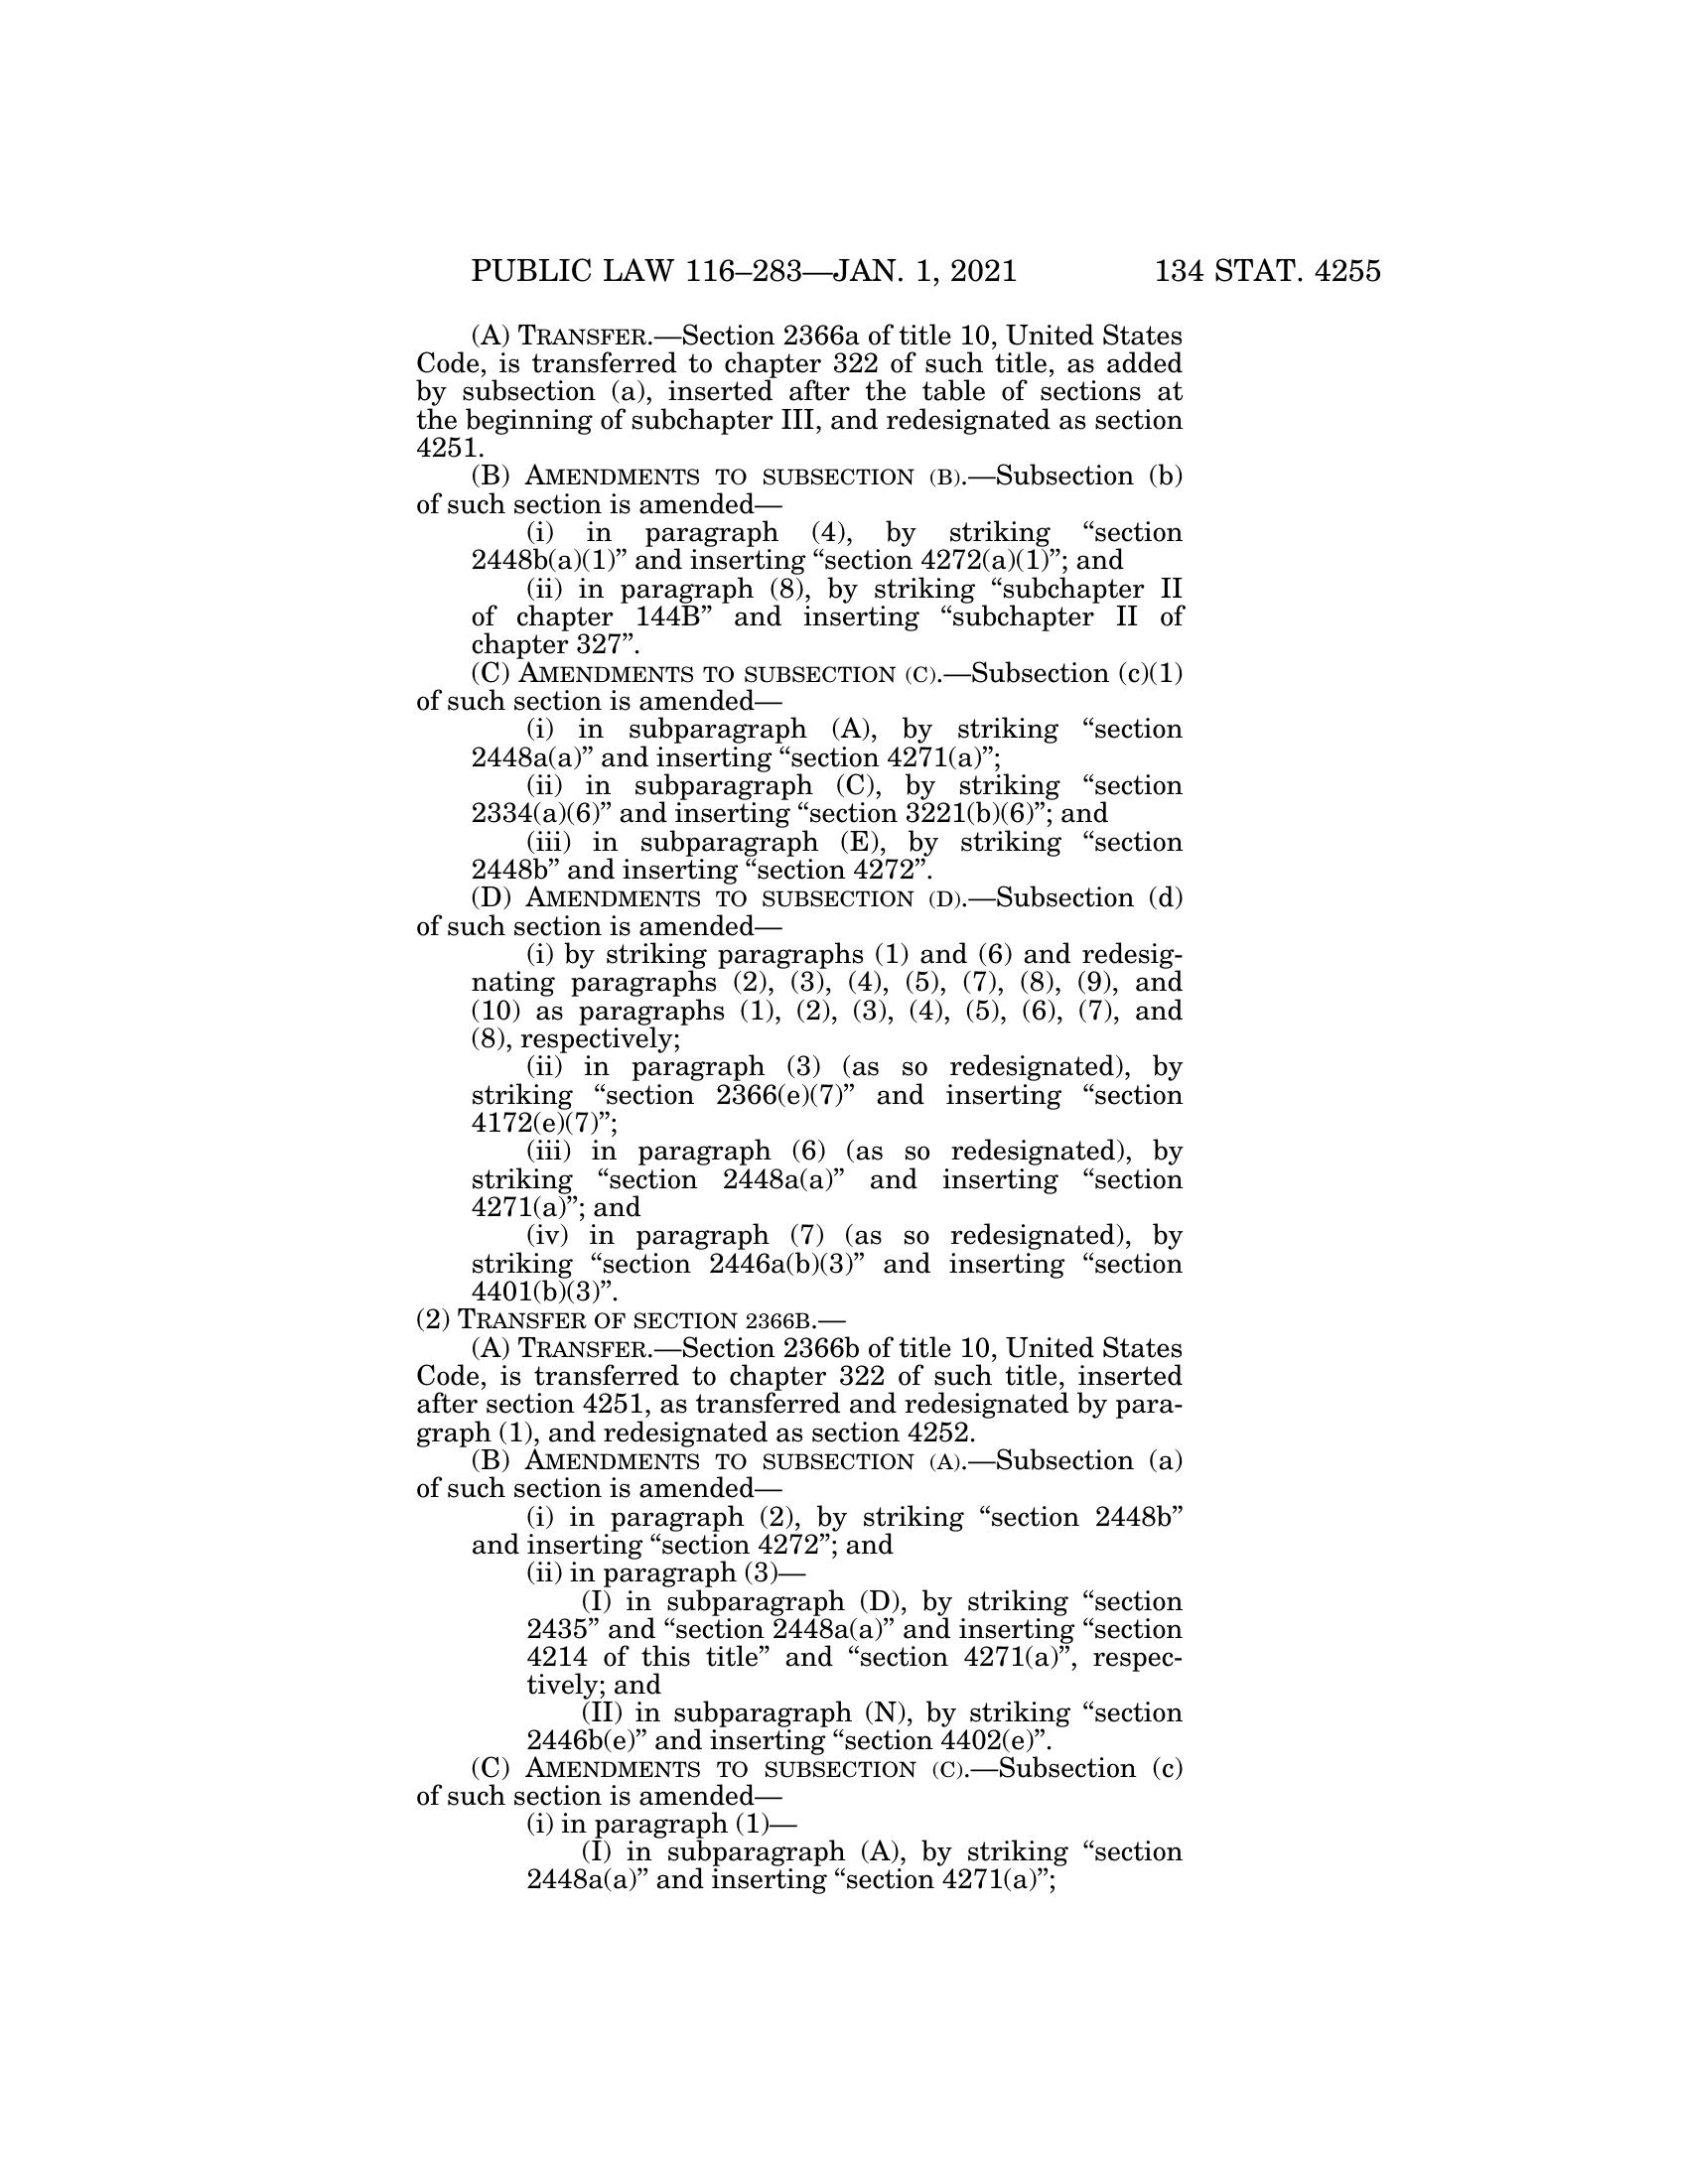 PUBLIC LAW 116–283—JAN. 1, 2021 134 STAT. 4255
(A) TRANSFER.—Section 2366a of title 10, United States
Code, is transferred to chapter 322 of such title, as added
by subsection (a), inserted after the table of sections at
the beginning of subchapter III, and redesignated as section
4251.
(B) AMENDMENTS TO SUBSECTION (B).—Subsection (b)
of such section is amended—
(i) in paragraph (4), by striking “section
2448b(a)(1)” and inserting “section 4272(a)(1)”; and
(ii) in paragraph (8), by striking “subchapter II
of chapter 144B” and inserting “subchapter II of
chapter 327”.
(C) AMENDMENTS TO SUBSECTION (C).—Subsection (c)(1)
of such section is amended—
(i) in subparagraph (A), by striking “section
2448a(a)” and inserting “section 4271(a)”;
(ii) in subparagraph (C), by striking “section
2334(a)(6)” and inserting “section 3221(b)(6)”; and
(iii) in subparagraph (E), by striking “section
2448b” and inserting “section 4272”.
(D) AMENDMENTS TO SUBSECTION (D).—Subsection (d)
of such section is amended—
(i) by striking paragraphs (1) and (6) and redesig-
nating paragraphs (2), (3), (4), (5), (7), (8), (9), and
(10) as paragraphs (1), (2), (3), (4), (5), (6), (7), and
(8), respectively;
(ii) in paragraph (3) (as so redesignated), by
striking “section 2366(e)(7)” and inserting “section
4172(e)(7)”;
(iii) in paragraph (6) (as so redesignated), by
striking “section 2448a(a)” and inserting “section
4271(a)”; and
(iv) in paragraph (7) (as so redesignated), by
striking “section 2446a(b)(3)” and inserting “section
4401(b)(3)”.
(2) TRANSFER OF SECTION 2366B.—
(A) TRANSFER.—Section 2366b of title 10, United States
Code, is transferred to chapter 322 of such title, inserted
after section 4251, as transferred and redesignated by para-
graph (1), and redesignated as section 4252.
(B) AMENDMENTS TO SUBSECTION (A).—Subsection (a)
of such section is amended—
(i) in paragraph (2), by striking “section 2448b”
and inserting “section 4272”; and
(ii) in paragraph (3)—
(I) in subparagraph (D), by striking “section
2435” and “section 2448a(a)” and inserting “section
4214 of this title” and “section 4271(a)”, respec-
tively; and
(II) in subparagraph (N), by striking “section
2446b(e)” and inserting “section 4402(e)”.
(C) AMENDMENTS TO SUBSECTION (C).—Subsection (c)
of such section is amended—
(i) in paragraph (1)—
(I) in subparagraph (A), by striking “section
2448a(a)” and inserting “section 4271(a)”;